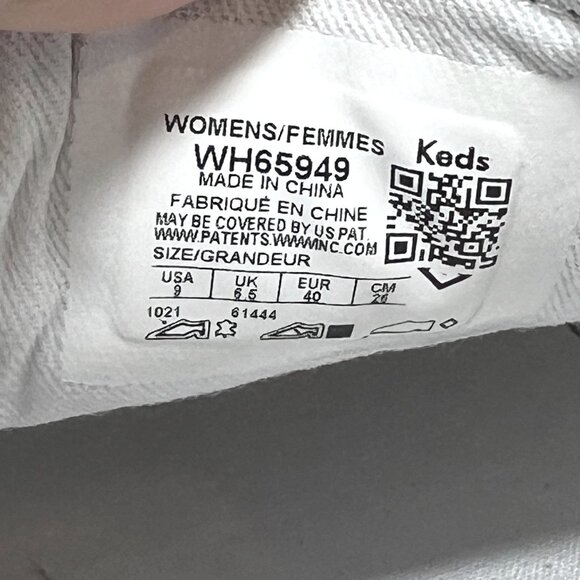 WOMENS/FEMMES
Keds
WH65949
MADE IN CHINA
FABRIQUÉ EN CHINE
MAY BE COVERED BY US PAT.
WWW.PATENTS.WWWINC.COM
SIZE/GRANDEUR
USA UK EUR CM
9 6.5 40 26
1021 61444